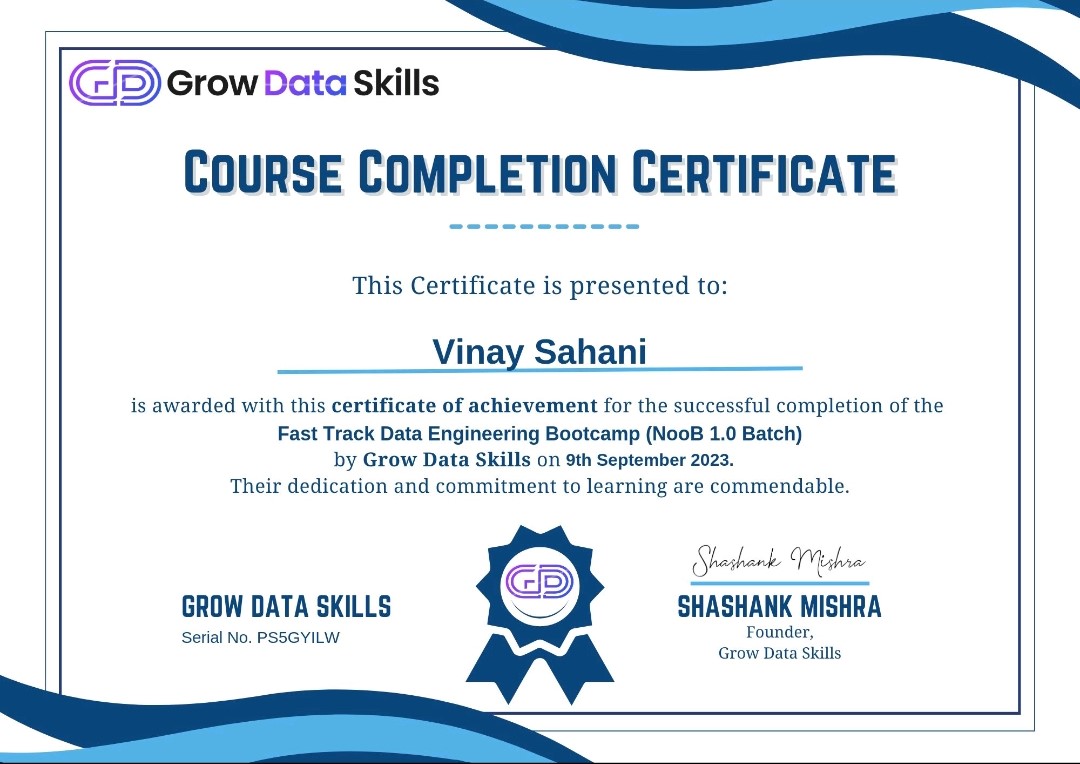 GD Grow Data Skills
COURSE COMPLETION CERTIFICATE
This Certificate is presented to:
Vinay Sahani
is awarded with this certificate of achievement for the successful completion of the
Fast Track Data Engineering Bootcamp (NooB 1.0 Batch)
by Grow Data Skills on 9th September 2023.
Their dedication and commitment to learning are commendable.
GD
Shashank Mishra
GROW DATA SKILLS
Serial No. PS5GYILW
SHASHANK MISHRA
Founder,
Grow Data Skills